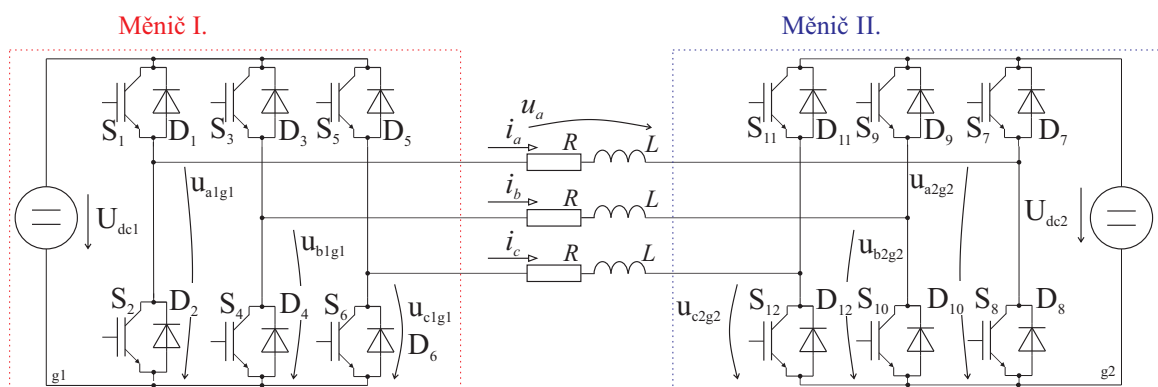 Měnič I.
Měnič II.
S₁ D₁ S₃ D₃ S₅ D₅
u_a
i_a R L
S₁₁ D₁₁ S₉ D₉ S₇ D₇
u_a1g1
u_a2g2
U_dc1
i_b R L
U_dc2
u_b1g1
u_b2g2
i_c R L
S₂ D₂ S₄ D₄ S₆
u_c1g1
D₆
u_c2g2
S₁₂ D₁₂ S₁₀ D₁₀ S₈ D₈
g1
g2